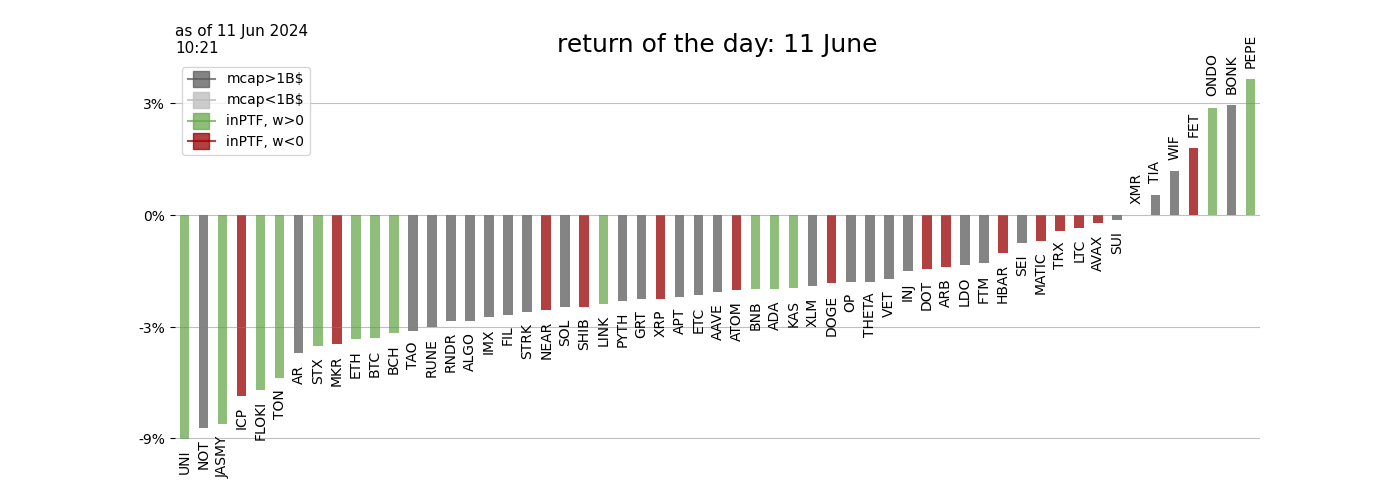 as of 11 Jun 2024
10:21
return of the day: 11 June
mcap>1B$
mcap<1B$
inPTF, w>0
inPTF, w<0
3%
0%
-3%
-9%
UNI
NOT
JASMY
ICP
FLOKI
TON
AR
STX
MKR
ETH
BTC
BCH
TAO
RUNE
RNDR
ALGO
IMX
FIL
STRK
NEAR
SOL
SHIB
LINK
PYTH
GRT
XRP
APT
ETC
AAVE
ATOM
BNB
ADA
KAS
XLM
DOGE
OP
THETA
VET
INJ
DOT
ARB
LDO
FTM
HBAR
SEI
MATIC
TRX
LTC
AVAX
SUI
XMR
TIA
WIF
FET
ONDO
BONK
PEPE